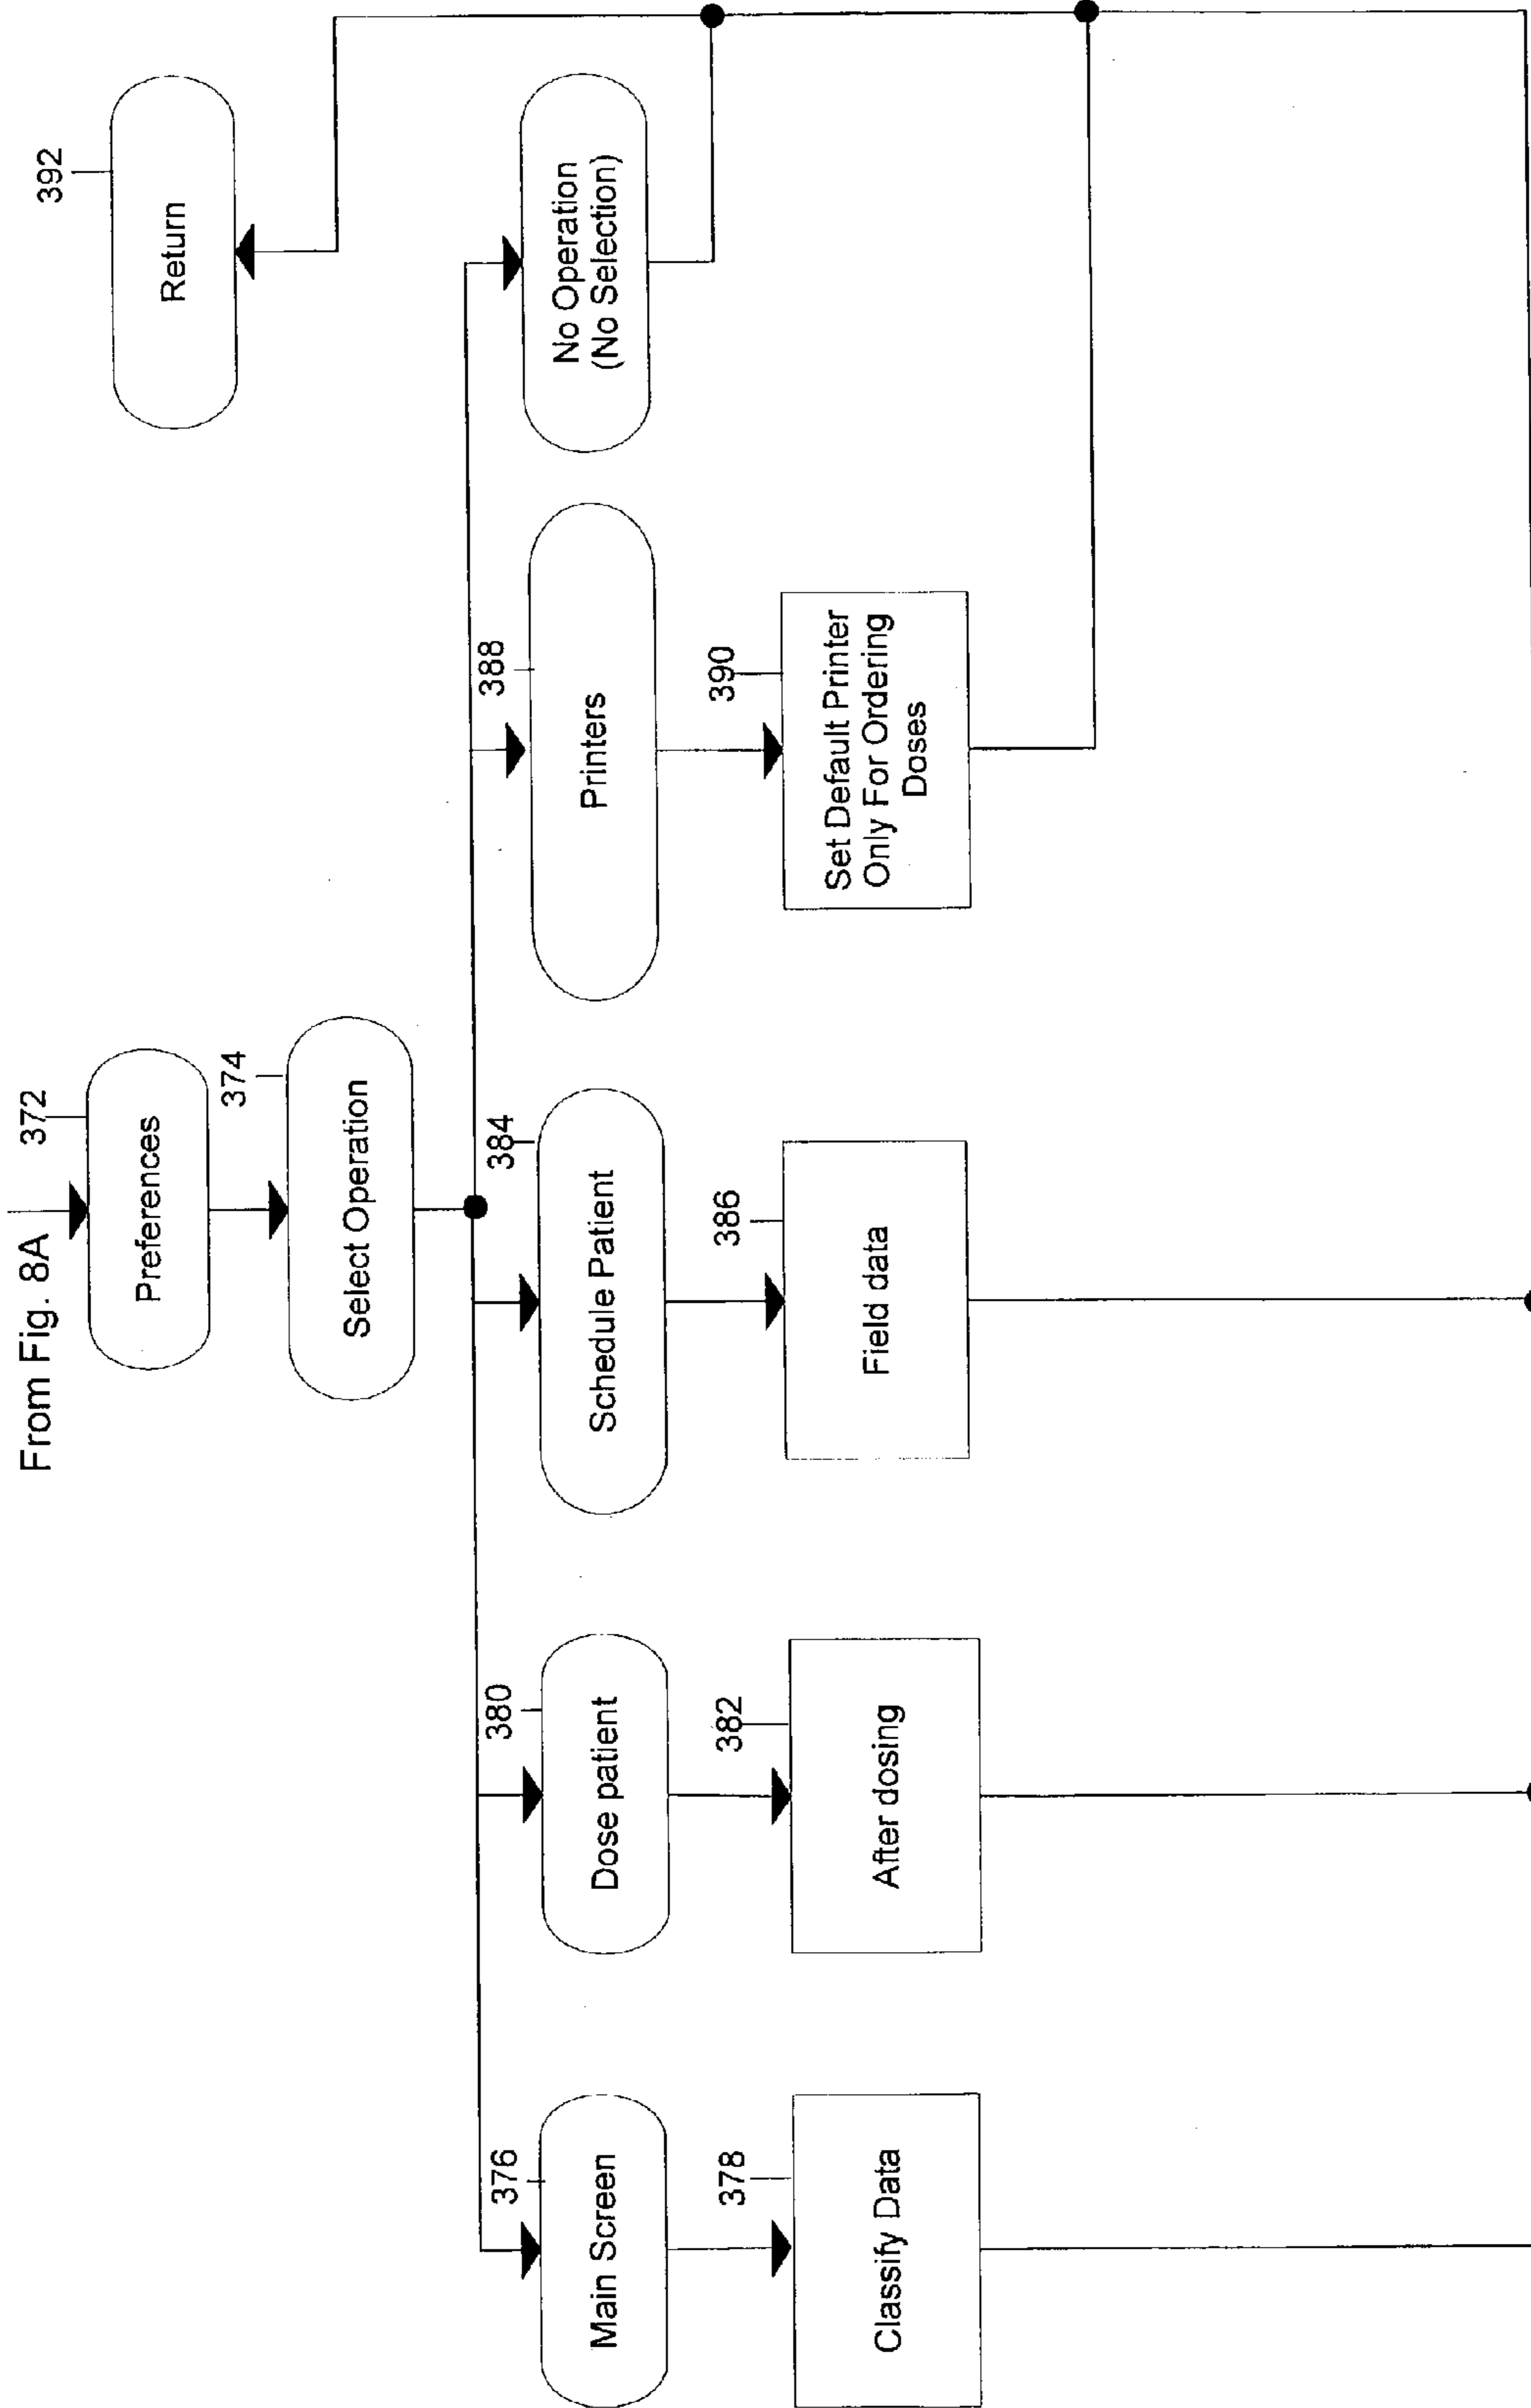 From Fig. 8A
372
Preferences
374
Select Operation
392
Return
376
Main Screen
380
Dose patient
384
Schedule Patient
388
Printers
No Operation
(No Selection)
378
Classify Data
382
After dosing
386
Field data
390
Set Default Printer
Only For Ordering
Doses